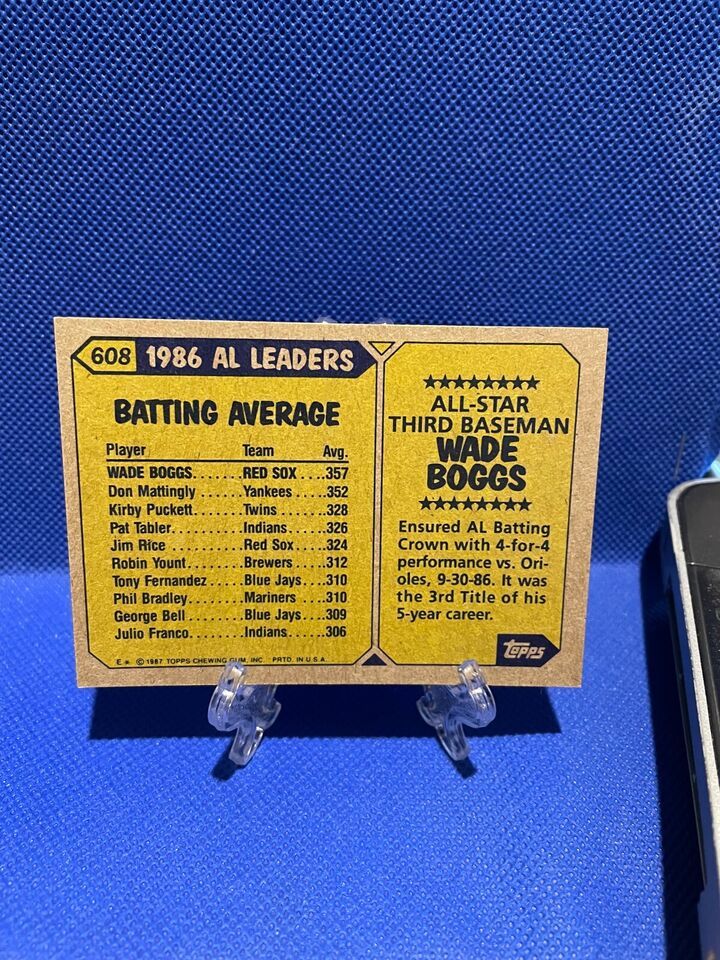 608 1986 AL LEADERS
BATTING AVERAGE
Player Team Avg.
WADE BOGGS.......RED SOX....357
Don Mattingly ......Yankees....352
Kirby Puckett.......Twins.....328
Pat Tabler..........Indians....326
Jim Rice ..........Red Sox....324
Robin Yount........Brewers....312
Tony Fernandez.....Blue Jays...310
Phil Bradley........Mariners ...310
George Bell........Blue Jays...309
Julio Franco........Indians....306
E* © 1987 TOPPS CHEWING GUM, INC. PRTD. IN U.S.A.
ALL-STAR
THIRD BASEMAN
WADE
BOGGS
Ensured AL Batting
Crown with 4-for-4
performance vs. Ori-
oles, 9-30-86. It was
the 3rd Title of his
5-year career.
topps